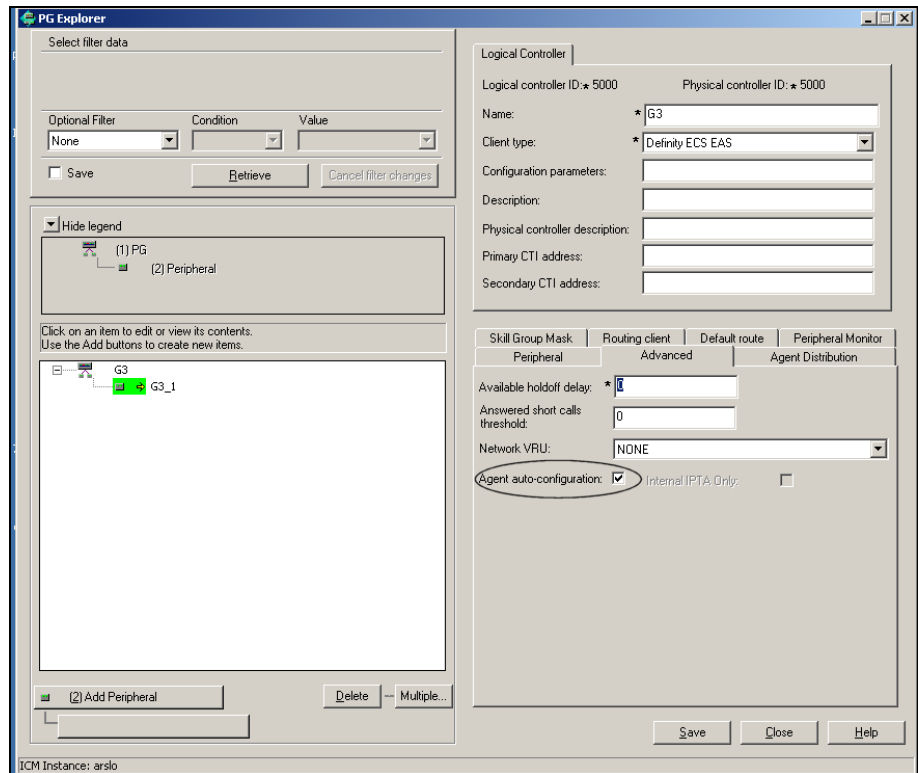 PG Explorer
Select filter data
Optional Filter Condition Value
None
Save Retrieve Cancel filter changes
Hide legend
(1) PG
(2) Peripheral
Click on an item to edit or view its contents.
Use the Add buttons to create new items.
G3
G3_1
(2) Add Peripheral Delete Multiple...
Logical Controller
Logical controller ID:* 5000 Physical controller ID: * 5000
Name: * G3
Client type: * Definity ECS EAS
Configuration parameters:
Description:
Physical controller description:
Primary CTI address:
Secondary CTI address:
Skill Group Mask Routing client Default route Peripheral Monitor
Peripheral Advanced Agent Distribution
Available holdoff delay: * 0
Answered short calls
threshold: 0
Network VRU: NONE
Agent auto-configuration: Internal IPTA Only:
Save Close Help
ICM Instance: arslo